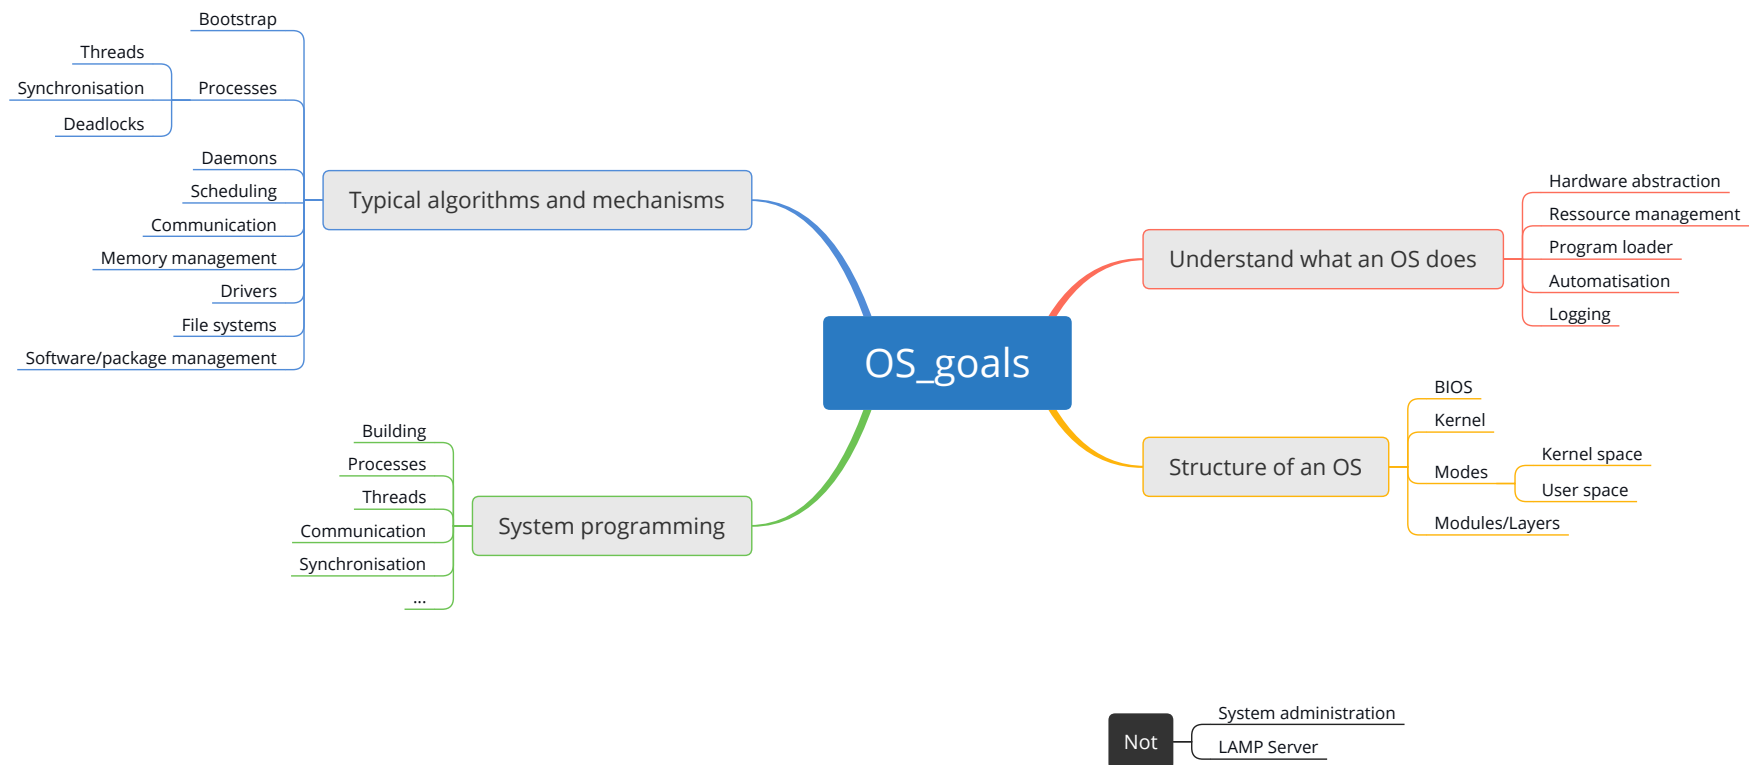 OS_goals
Understand what an OS does
Hardware abstraction
Ressource management
Program loader
Automatisation
Logging
Structure of an OS
BIOS
Kernel
Modes
Kernel space
User space
Modules/Layers
Typical algorithms and mechanisms
Bootstrap
Processes
Threads
Synchronisation
Deadlocks
Daemons
Scheduling
Communication
Memory management
Drivers
File systems
Software/package management
System programming
Building
Processes
Threads
Communication
Synchronisation
...
Not
System administration
LAMP Server